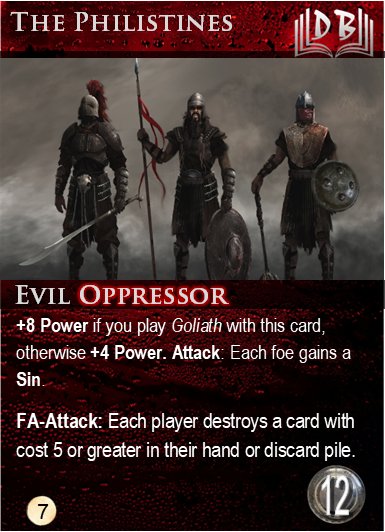 The Philistines
DB
Evil Oppressor
+8 Power if you play Goliath with this card,
otherwise +4 Power. Attack: Each foe gains a
Sin.
FA-Attack: Each player destroys a card with
cost 5 or greater in their hand or discard pile.
7
12